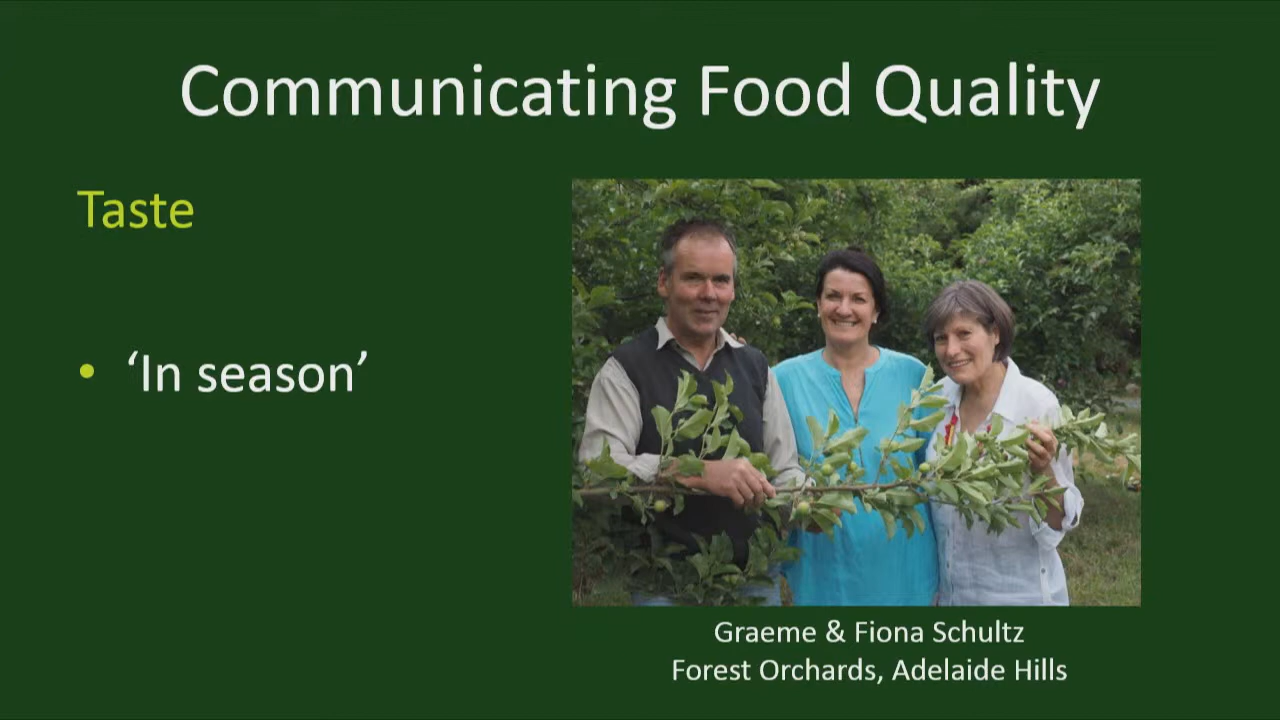 Communicating Food Quality
Taste
• ‘In season’
Graeme & Fiona Schultz
Forest Orchards, Adelaide Hills